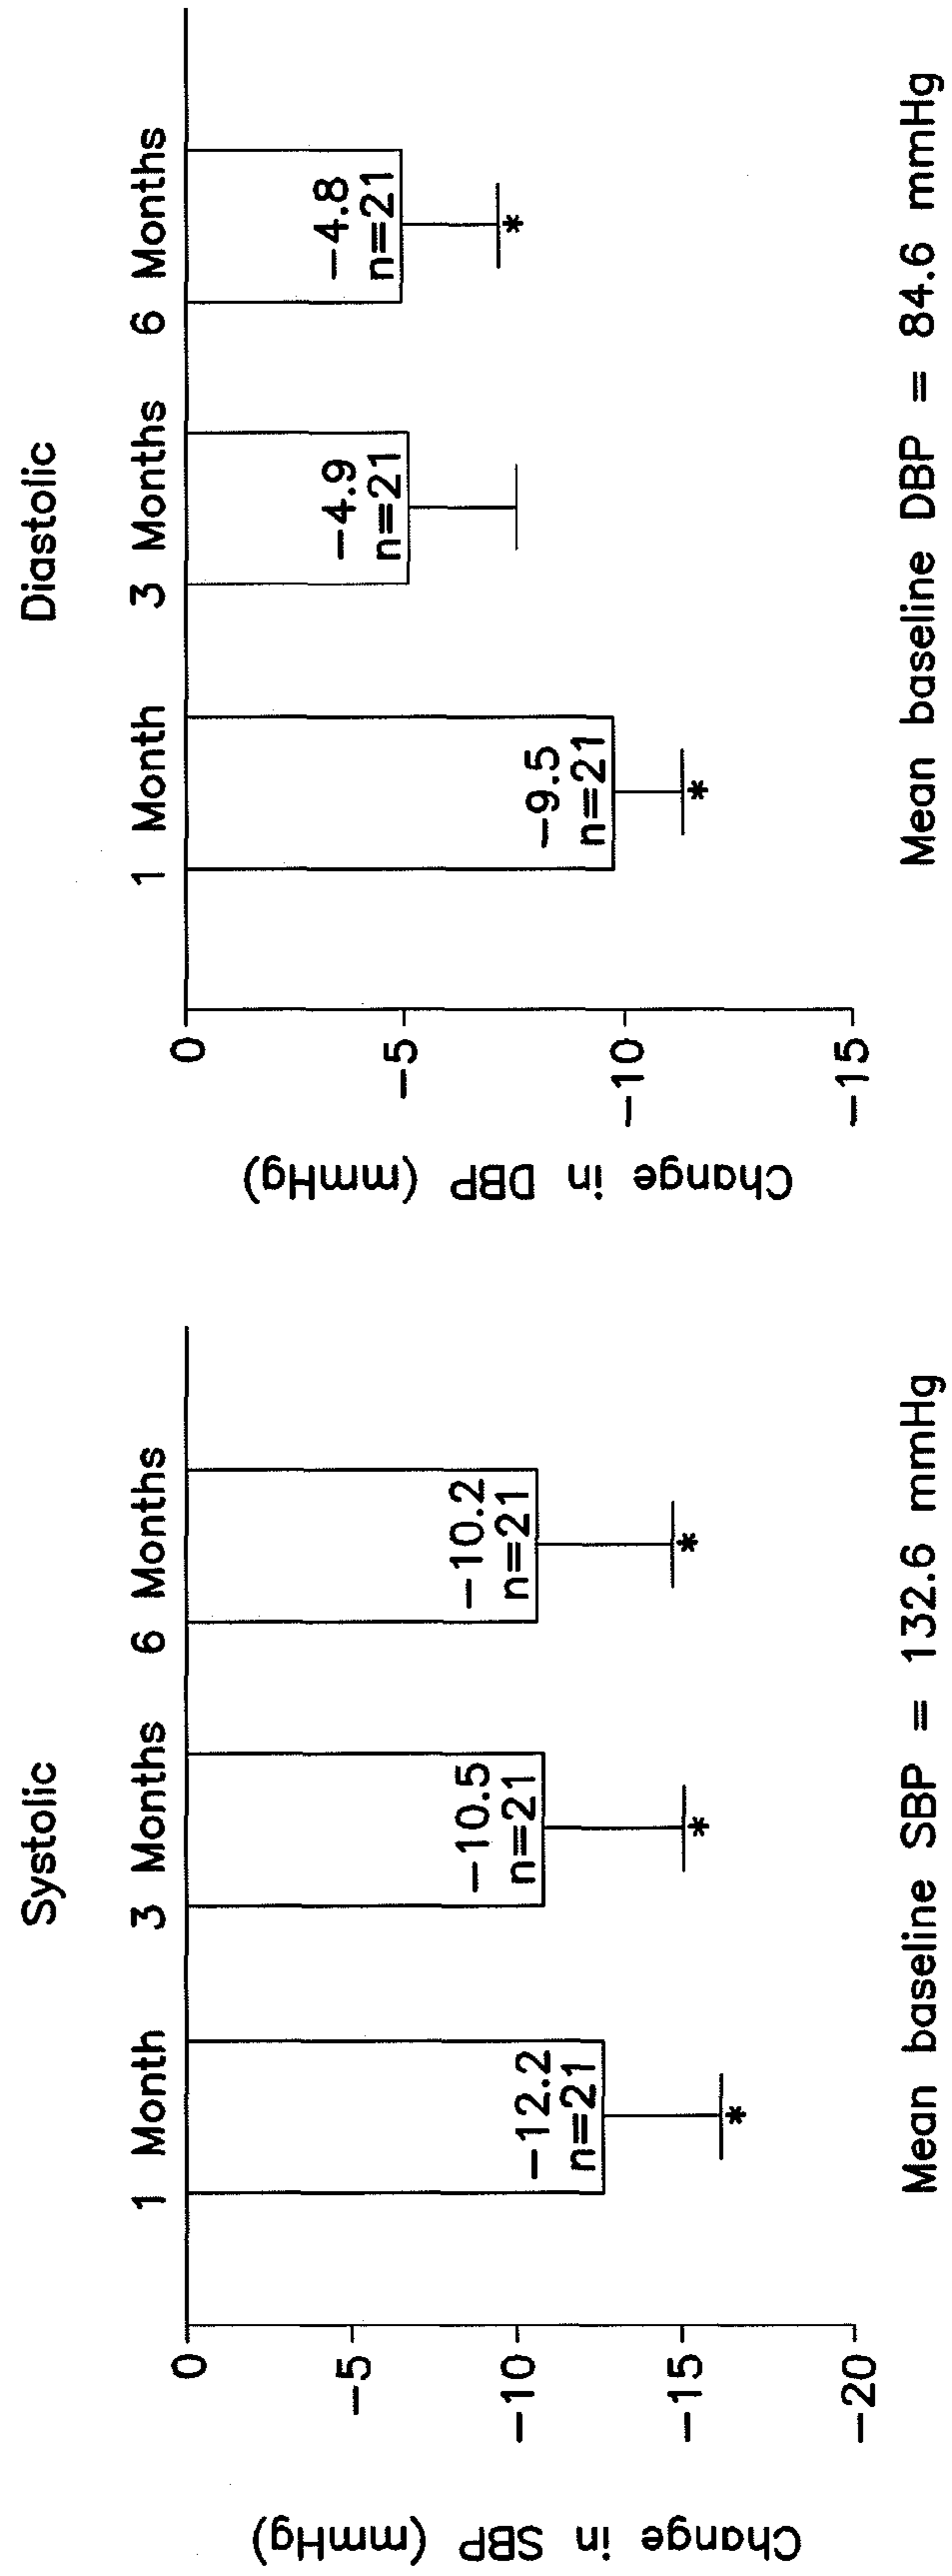 Systolic
1 Month
3 Months
6 Months
Change in SBP (mmHg)
0
−5
−10
−15
−20
−12.2
n=21
*
−10.5
n=21
*
−10.2
n=21
*
Mean baseline SBP = 132.6 mmHg
Diastolic
1 Month
3 Months
6 Months
Change in DBP (mmHg)
0
−5
−10
−15
−9.5
n=21
*
−4.9
n=21
−4.8
n=21
*
Mean baseline DBP = 84.6 mmHg